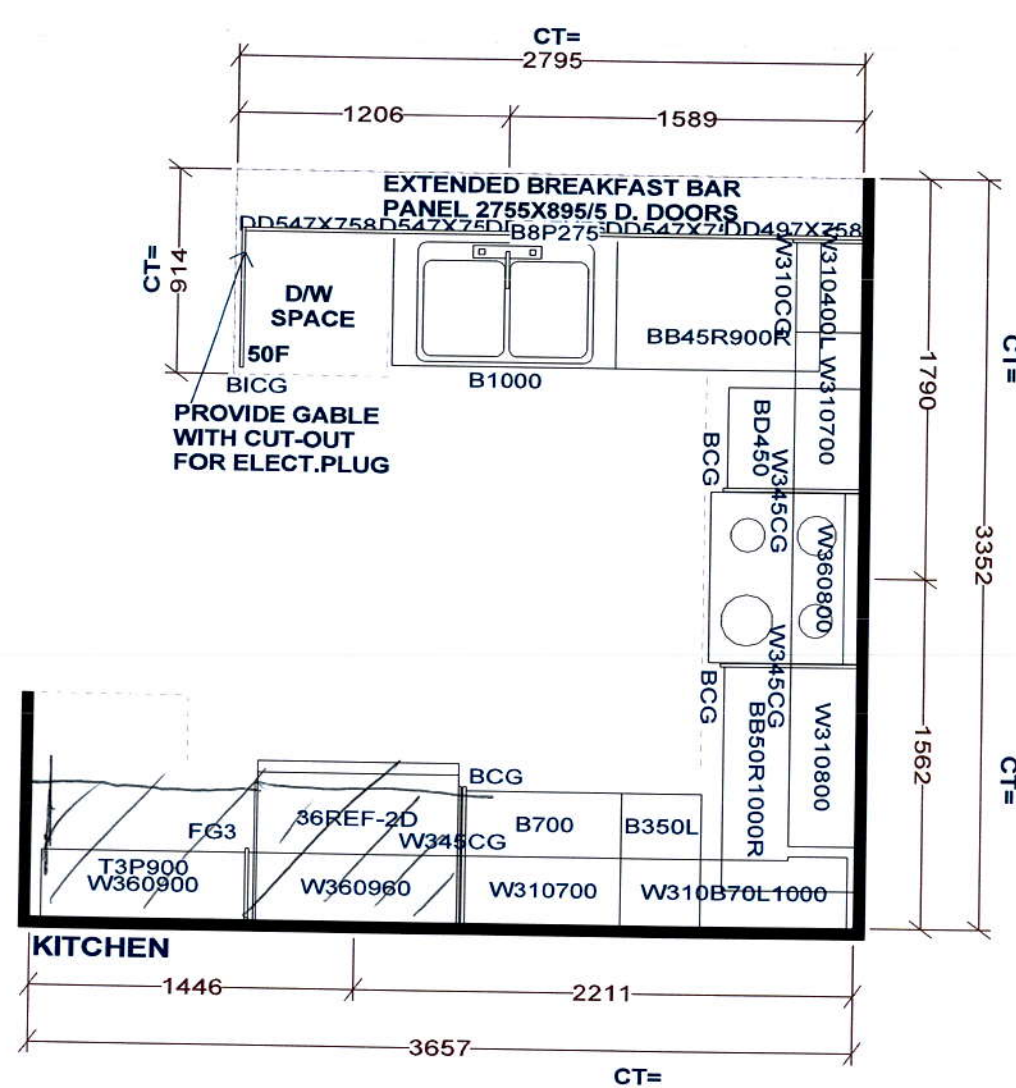 CT=
2795
1206
1589
EXTENDED BREAKFAST BAR
PANEL 2755X895/5 D. DOORS
DD547X758
DD497X758
B8P275
CT=
914
D/W
SPACE
50F
BICG
PROVIDE GABLE
WITH CUT-OUT
FOR ELECT.PLUG
B1000
BB45R900R
W310CG
W310400L
W310700
BD450
BCG
W345CG
W360800
W345CG
BCG
BB50R1000R
W310800
1790
3352
1562
CT=
CT=
BCG
FG3
36REF-2D
W345CG
B700
B350L
T3P900
W360900
W360960
W310700
W310B70L1000
KITCHEN
1446
2211
3657
CT=